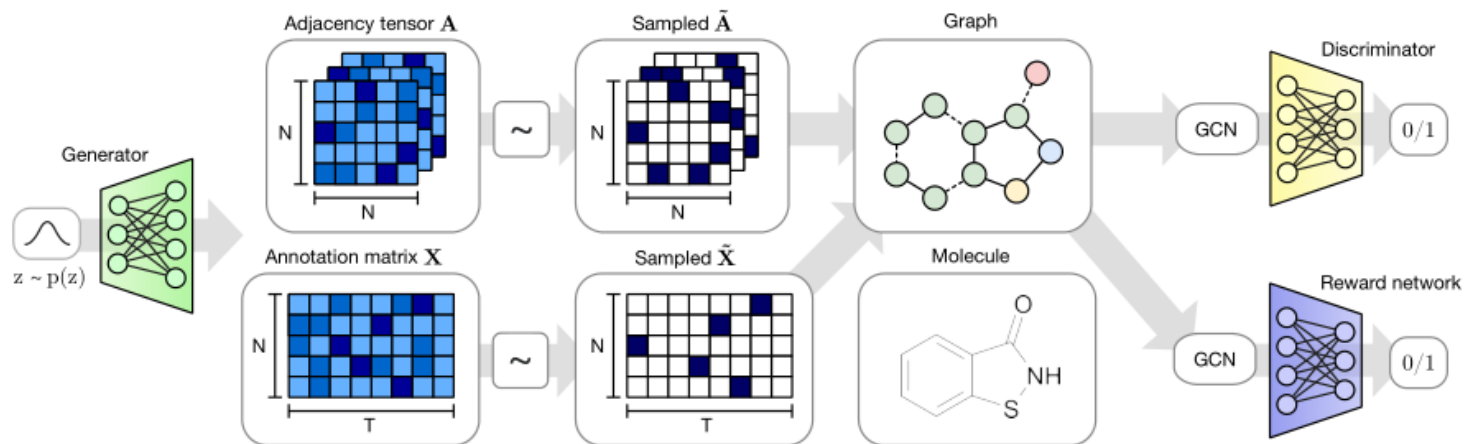 Generator
z ~ p(z)
Adjacency tensor A
N
N
Annotation matrix X
N
T
~
~
Sampled Ã
N
N
Sampled X̃
N
T
Graph
Molecule
O
NH
S
GCN
Discriminator
0/1
GCN
Reward network
0/1